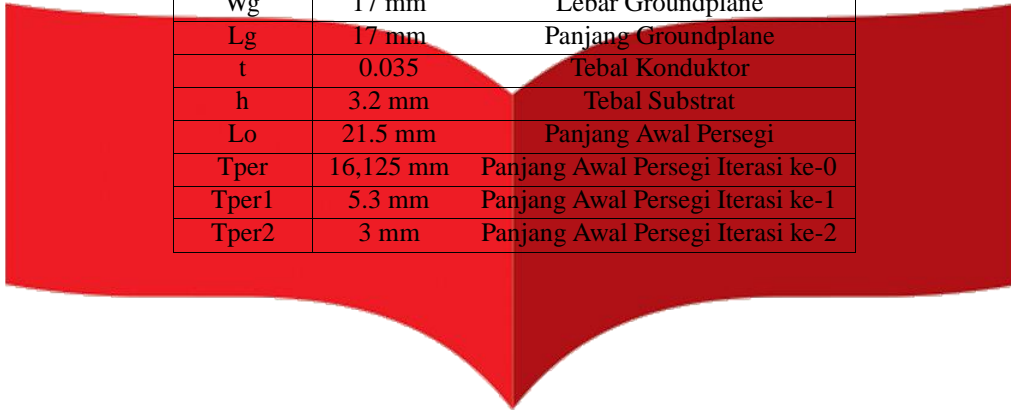 Wg 17 mm Lebar Groundplane
Lg 17 mm Panjang Groundplane
t 0.035 Tebal Konduktor
h 3.2 mm Tebal Substrat
Lo 21.5 mm Panjang Awal Persegi
Tper 16,125 mm Panjang Awal Persegi Iterasi ke-0
Tper1 5.3 mm Panjang Awal Persegi Iterasi ke-1
Tper2 3 mm Panjang Awal Persegi Iterasi ke-2